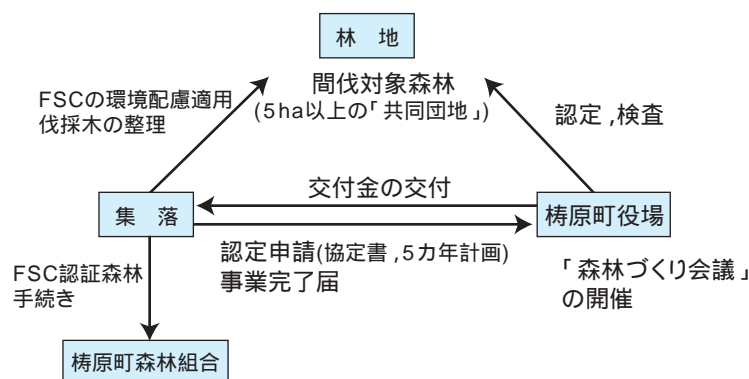 林　地
間伐対象森林
(5ha以上の「共同団地」)
FSCの環境配慮適用
伐採木の整理
認定,検査
交付金の交付
集　落
梼原町役場
認定申請(協定書,5カ年計画)
事業完了届
FSC認証森林
手続き
「森林づくり会議」
の開催
梼原町森林組合